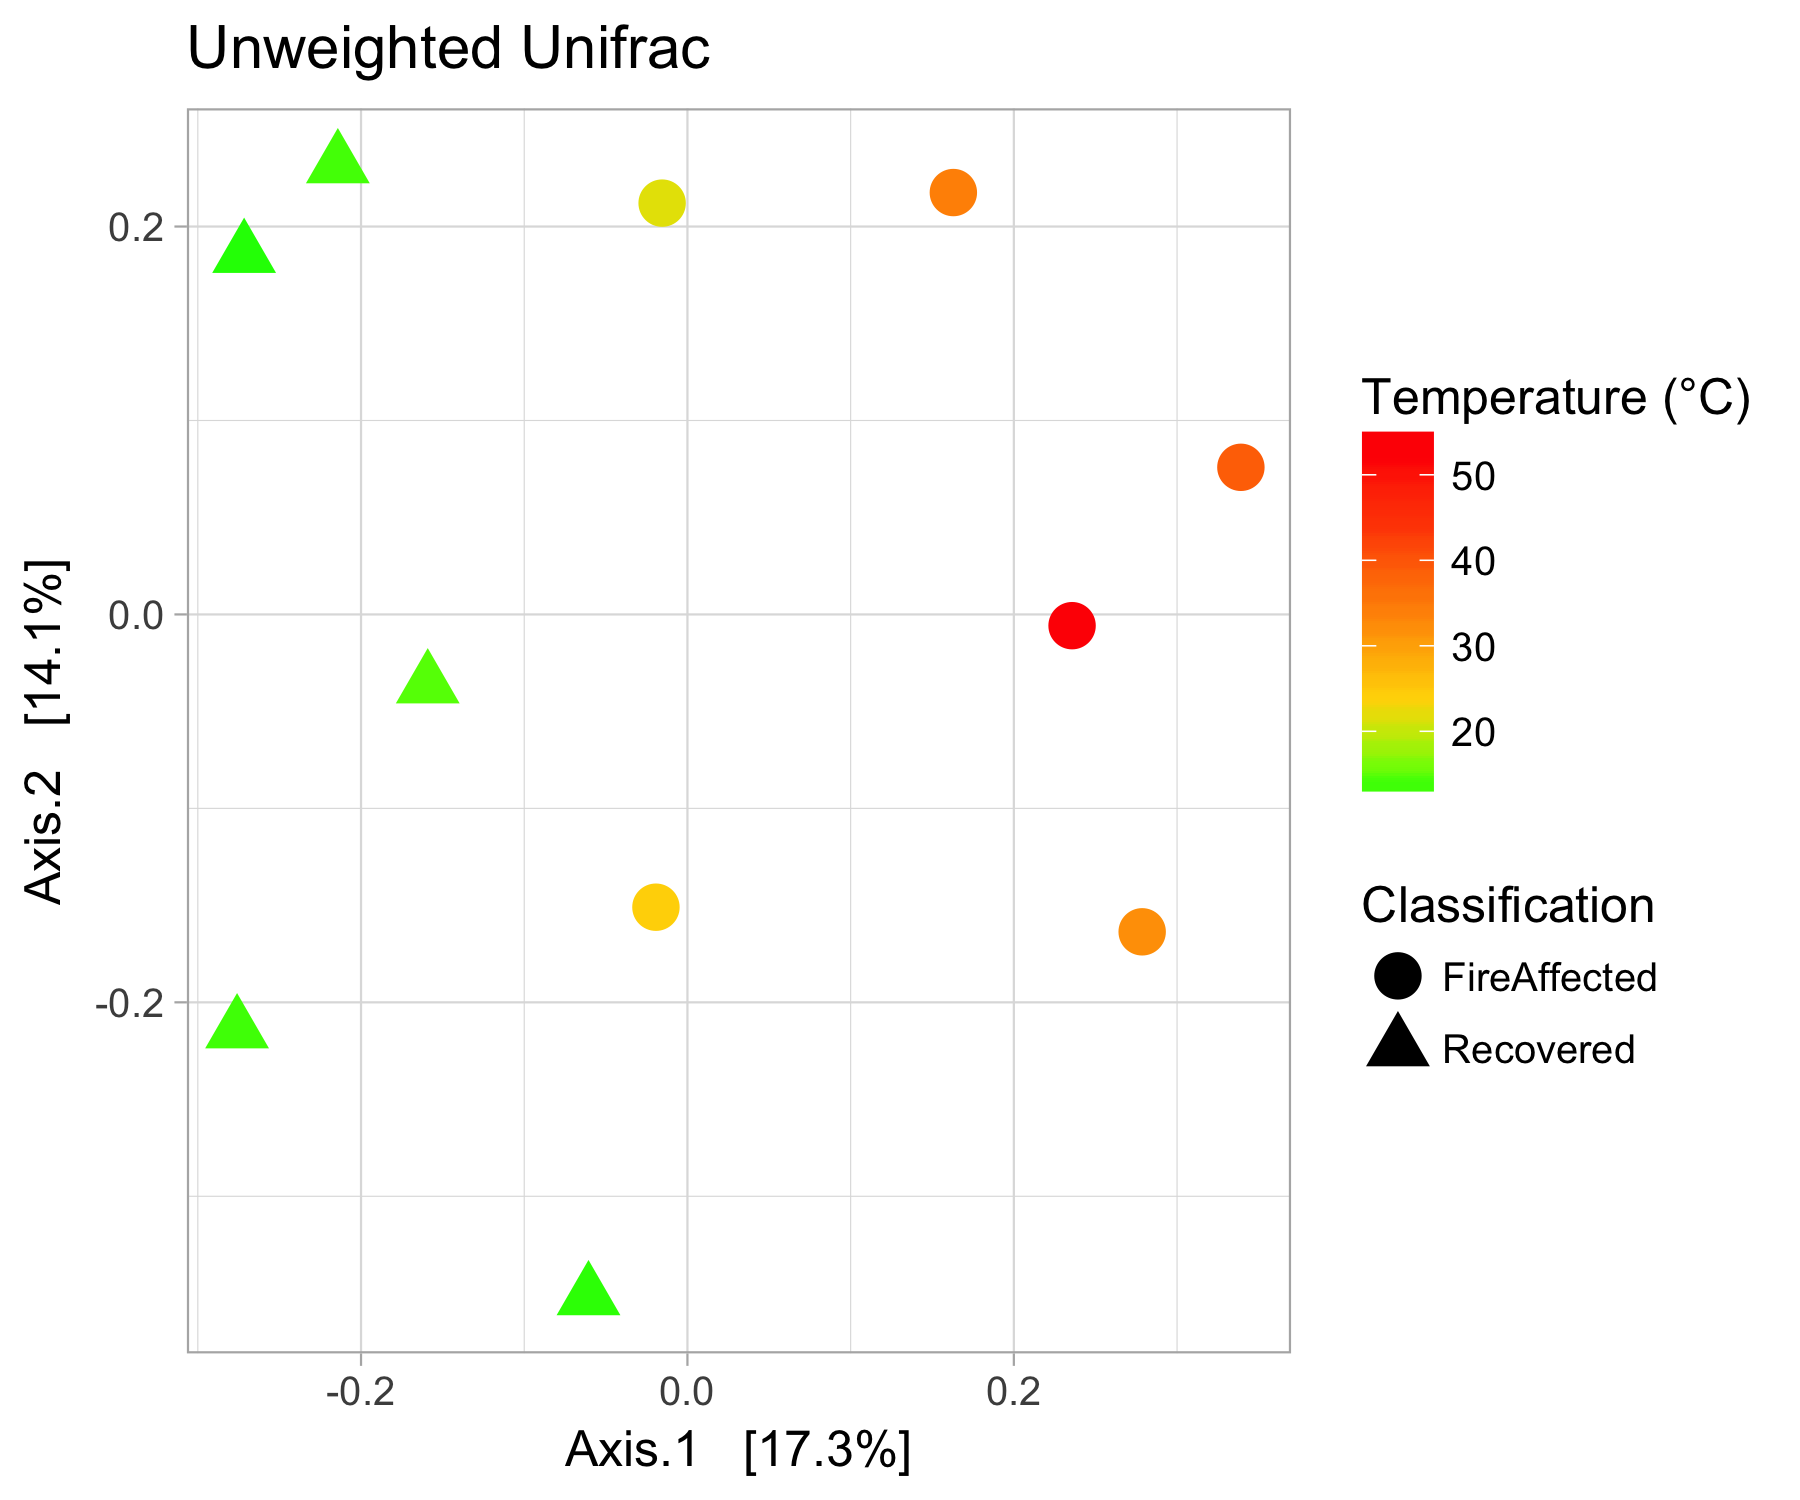 Unweighted Unifrac
0.2
0.0
-0.2
Axis.2 [14.1%]
-0.2
0.0
0.2
Axis.1 [17.3%]
Temperature (°C)
50
40
30
20
Classification
FireAffected
Recovered